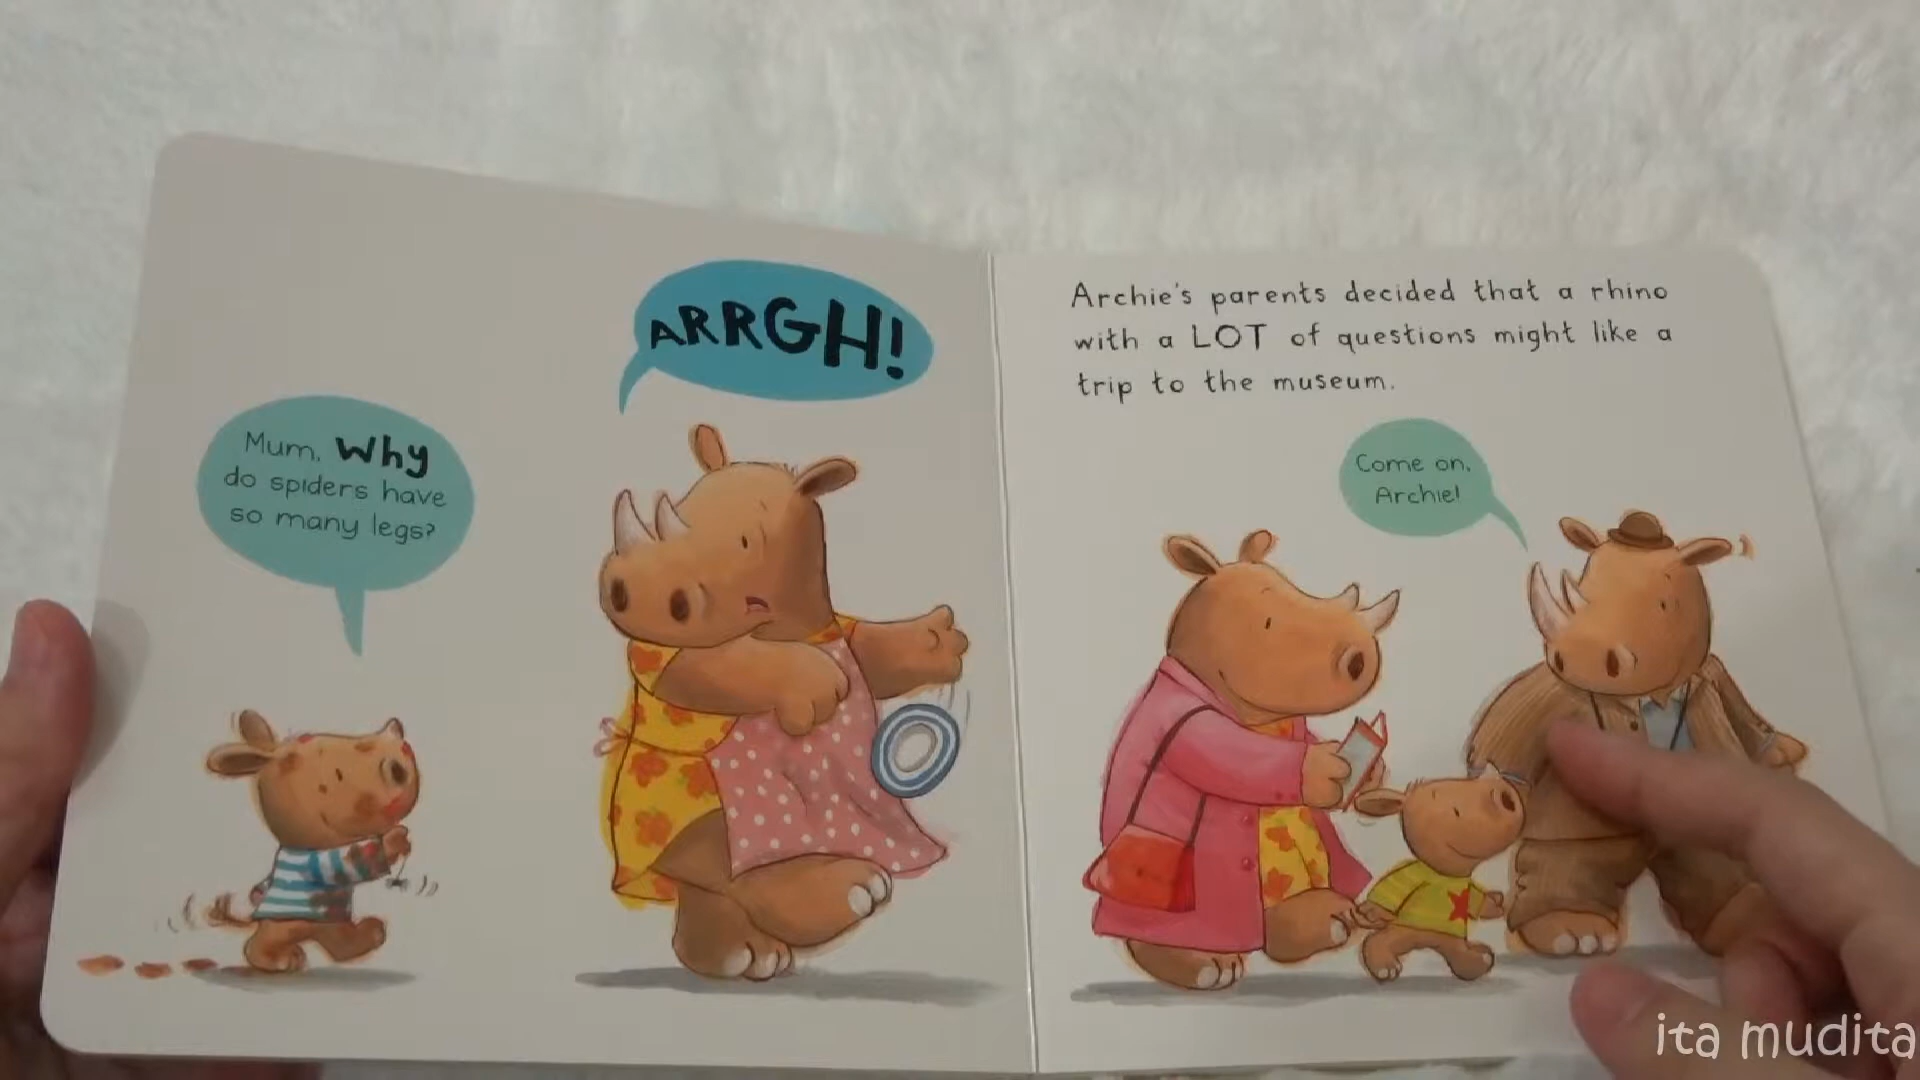 Mum, Why
do spiders have
so many legs?
ARRGH!
Archie's parents decided that a rhino
with a LOT of questions might like a
trip to the museum.
Come on,
Archie!
ita mudita